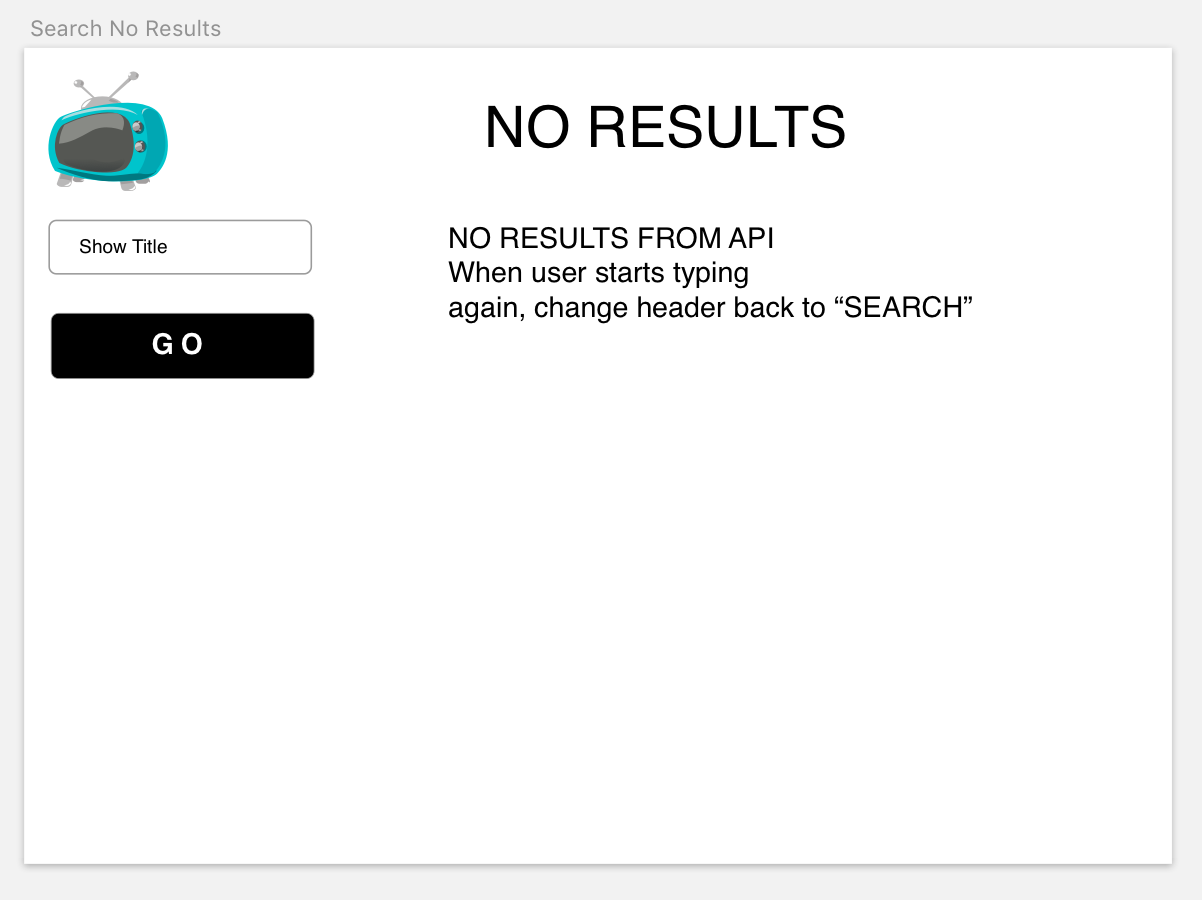 Search No Results
NO RESULTS
Show Title
GO
NO RESULTS FROM API
When user starts typing
again, change header back to “SEARCH”